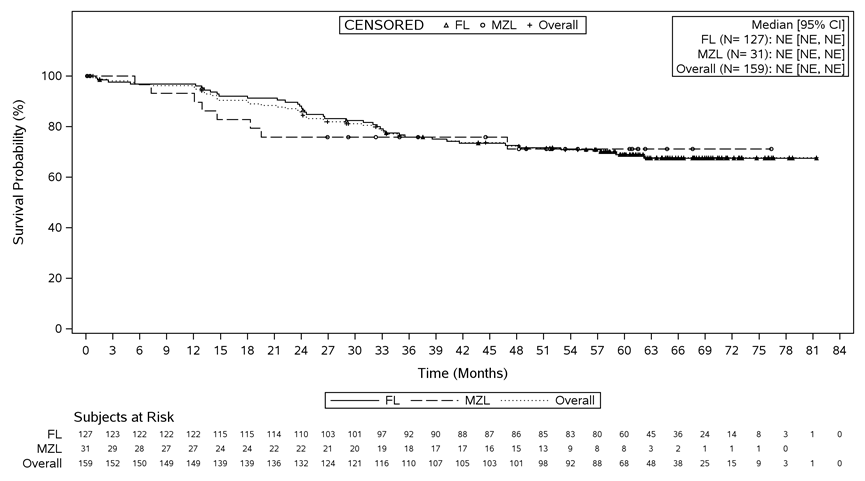 CENSORED FL MZL Overall
Median [95% CI]
FL (N= 127): NE [NE, NE]
MZL (N= 31): NE [NE, NE]
Overall (N= 159): NE [NE, NE]
Survival Probability (%)
100
80
60
40
20
0
0 3 6 9 12 15 18 21 24 27 30 33 36 39 42 45 48 51 54 57 60 63 66 69 72 75 78 81 84
Time (Months)
FL MZL Overall
Subjects at Risk
FL 127 123 122 122 122 115 115 114 110 103 101 97 92 90 88 87 86 85 83 80 60 45 36 24 14 8 3 1 0
MZL 31 29 28 27 27 24 24 22 22 21 20 19 18 17 17 16 15 13 9 8 8 3 2 1 1 1 0
Overall 159 152 150 149 149 139 139 136 132 124 121 116 110 107 105 103 101 98 92 88 68 48 38 25 15 9 3 1 0